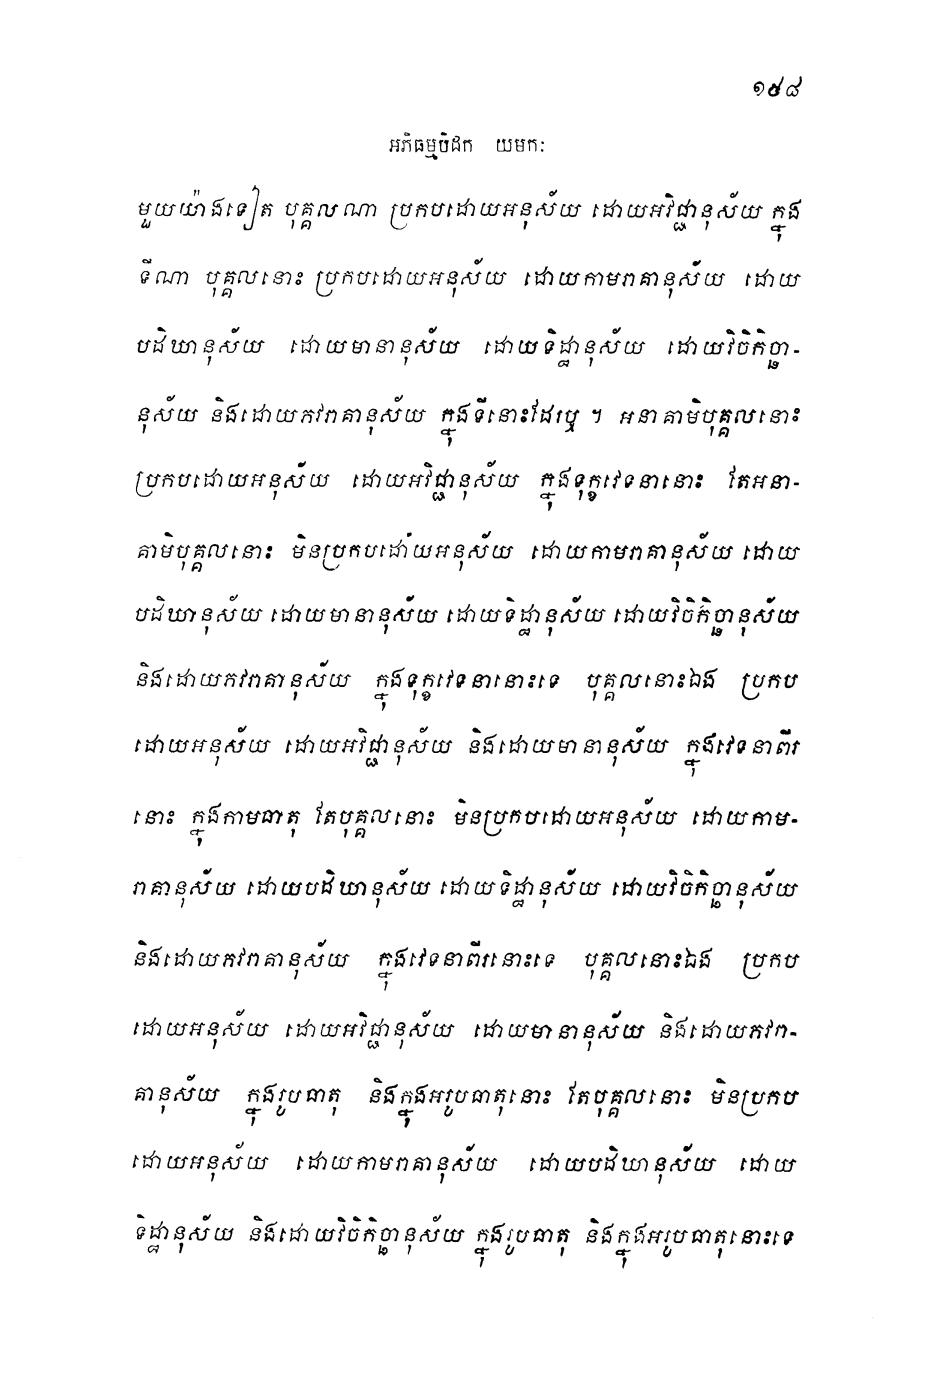 ១៩៨
អភិធម្មបិដក យមកៈ
មួយយ៉ាងទៀត បុគ្គលណា ប្រកបដោយអនុស័យ ដោយអវិជ្ជានុស័យ ក្នុង
ទីណា បុគ្គលនោះ ប្រកបដោយអនុស័យ ដោយកាមរាគានុស័យ ដោយ
បដិឃានុស័យ ដោយមានានុស័យ ដោយទិដ្ឋានុស័យ ដោយវិចិកិច្ឆា-
នុស័យ និងដោយភវរាគានុស័យ ក្នុងទីនោះដែរឬ ។ អនាគាមិបុគ្គលនោះ
ប្រកបដោយអនុស័យ ដោយអវិជ្ជានុស័យ ក្នុងទុក្ខវេទនានោះ តែអនា-
គាមិបុគ្គលនោះ មិនប្រកបដោយអនុស័យ ដោយកាមរាគានុស័យ ដោយ
បដិឃានុស័យ ដោយមានានុស័យ ដោយទិដ្ឋានុស័យ ដោយវិចិកិច្ឆានុស័យ
និងដោយភវរាគានុស័យ ក្នុងទុក្ខវេទនានោះទេ បុគ្គលនោះឯង ប្រកប
ដោយអនុស័យ ដោយអវិជ្ជានុស័យ និងដោយមានានុស័យ ក្នុងវេទនាពីរ
នោះ ក្នុងកាមធាតុ តែបុគ្គលនោះ មិនប្រកបដោយអនុស័យ ដោយកាម-
រាគានុស័យ ដោយបដិឃានុស័យ ដោយទិដ្ឋានុស័យ ដោយវិចិកិច្ឆានុស័យ
និងដោយភវរាគានុស័យ ក្នុងវេទនាពីរនោះទេ បុគ្គលនោះឯង ប្រកប
ដោយអនុស័យ ដោយអវិជ្ជានុស័យ ដោយមានានុស័យ និងដោយភវរា-
គានុស័យ ក្នុងរូបធាតុ និងក្នុងអរូបធាតុនោះ តែបុគ្គលនោះ មិនប្រកប
ដោយអនុស័យ ដោយកាមរាគានុស័យ ដោយបដិឃានុស័យ ដោយ
ទិដ្ឋានុស័យ និងដោយវិចិកិច្ឆានុស័យ ក្នុងរូបធាតុ និងក្នុងអរូបធាតុនោះទេ